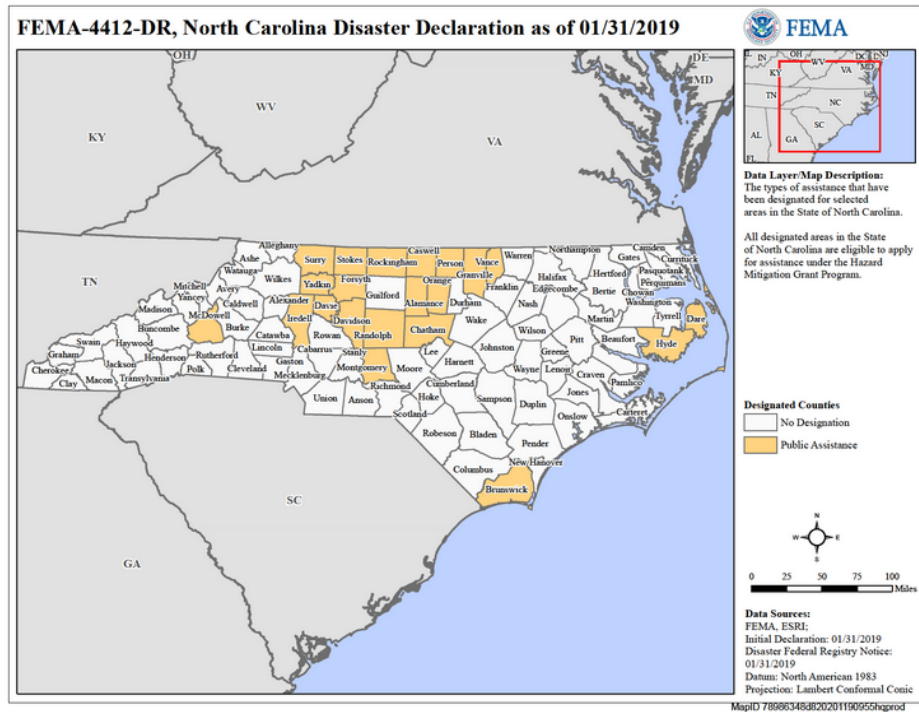 FEMA-4412-DR, North Carolina Disaster Declaration as of 01/31/2019
FEMA
OH
WV
KY
VA
DE
MD
TN
SC
GA
IN
OH
WV
DC
DE
NJ
MD
KY
VA
TN
NC
SC
AL
GA
FL
Alleghany
Ashe
Watauga
Wilkes
Surry
Stokes
Rockingham
Caswell
Person
Vance
Granville
Warren
Northampton
Camden
Gates
Currituck
Pasquotank
Perquimans
Hertford
Halifax
Chowan
Bertie
Washington
Tyrrell
Dare
Mitchell
Yancey
Avery
Caldwell
Alexander
Yadkin
Forsyth
Guilford
Orange
Alamance
Durham
Franklin
Nash
Edgecombe
Martin
Madison
McDowell
Burke
Iredell
Davie
Davidson
Randolph
Chatham
Wake
Wilson
Pitt
Beaufort
Hyde
Buncombe
Catawba
Rowan
Johnston
Greene
Swain
Haywood
Rutherford
Lincoln
Cabarrus
Stanly
Lee
Harnett
Wayne
Lenoir
Craven
Pamlico
Graham
Jackson
Henderson
Cleveland
Gaston
Mecklenburg
Montgomery
Moore
Cherokee
Clay
Macon
Transylvania
Polk
Union
Anson
Richmond
Scotland
Hoke
Cumberland
Sampson
Duplin
Jones
Onslow
Carteret
Robeson
Bladen
Pender
Columbus
New Hanover
Brunswick
Data Layer/Map Description:
The types of assistance that have
been designated for selected
areas in the State of North Carolina.
All designated areas in the State
of North Carolina are eligible to apply
for assistance under the Hazard
Mitigation Grant Program.
Designated Counties
No Designation
Public Assistance
N
W E
S
0 25 50 75 100
Miles
Data Sources:
FEMA, ESRI;
Initial Declaration: 01/31/2019
Disaster Federal Registry Notice:
01/31/2019
Datum: North American 1983
Projection: Lambert Conformal Conic
MapID 78986348d820201190955hqprod